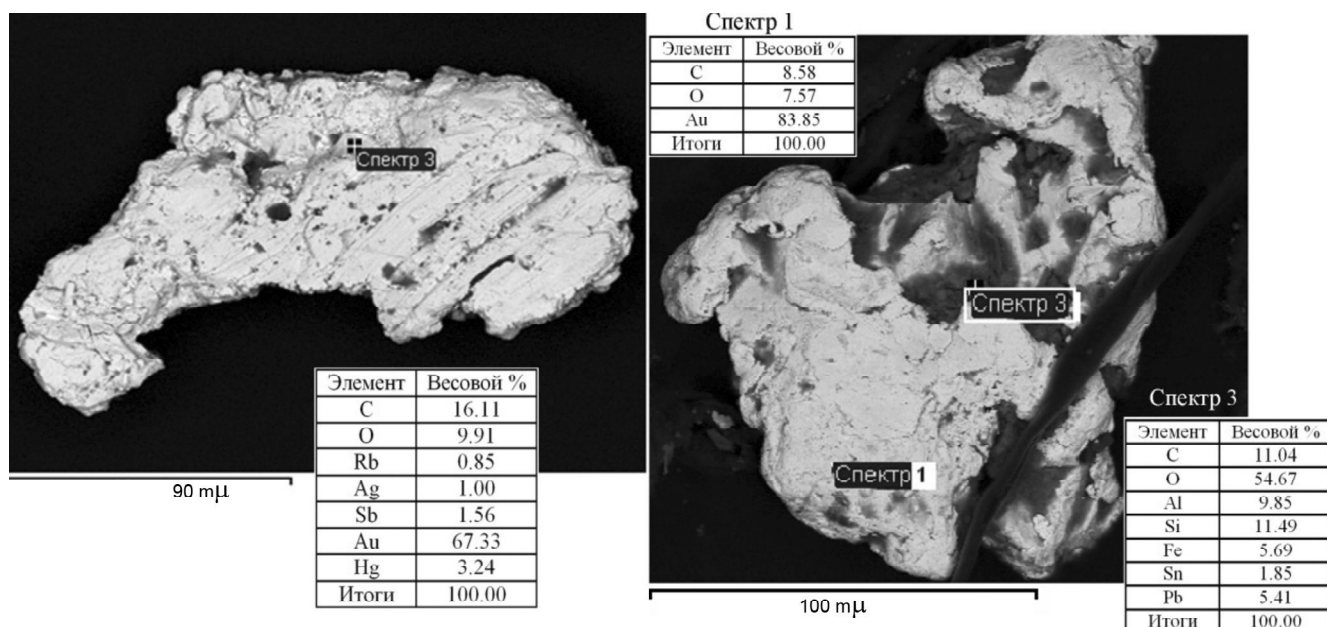 Спектр 3
Элемент Весовой %
C 16.11
O 9.91
Rb 0.85
Ag 1.00
Sb 1.56
Au 67.33
Hg 3.24
Итоги 100.00
90 mµ
Спектр 1
Элемент Весовой %
C 8.58
O 7.57
Au 83.85
Итоги 100.00
Спектр 3
Спектр 1
Спектр 3
Элемент Весовой %
C 11.04
O 54.67
Al 9.85
Si 11.49
Fe 5.69
Sn 1.85
Pb 5.41
Итоги 100.00
100 mµ